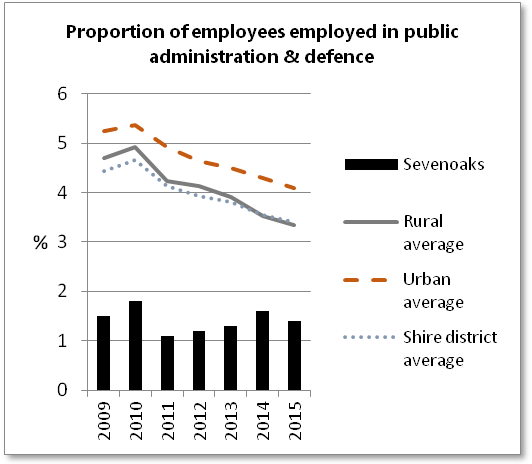 Proportion of employees employed in public
administration & defence
6
5
4
3
2
1
0
%
2009
2010
2011
2012
2013
2014
2015
Sevenoaks
Rural
average
Urban
average
Shire district
average